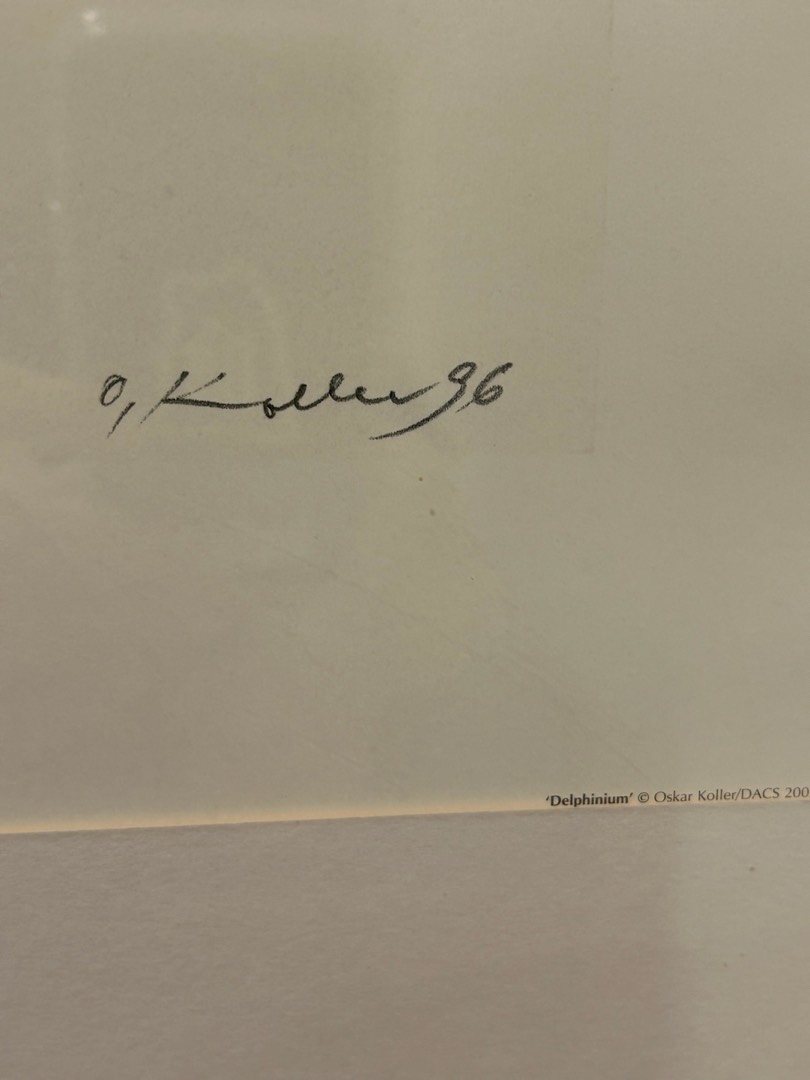 O, Koller 96
'Delphinium' © Oskar Koller/DACS 200